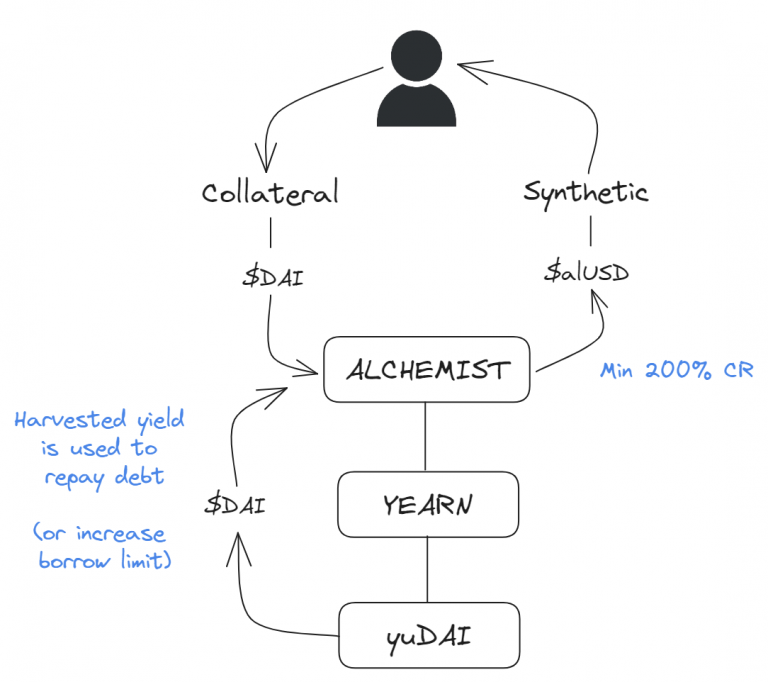 Collateral
Synthetic
$DAI
$alUSD
ALCHEMIST
Min 200% CR
Harvested yield
is used to
repay debt
(or increase
borrow limit)
$DAI
YEARN
yuDAI